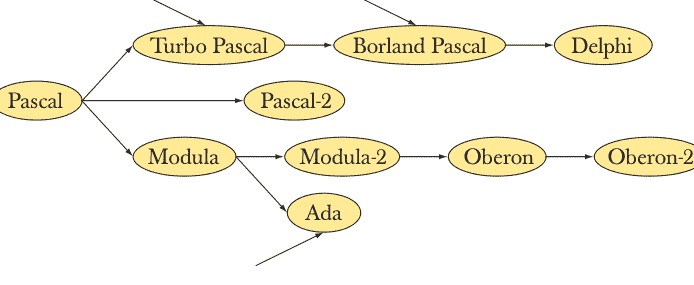 Turbo Pascal
Borland Pascal
Delphi
Pascal
Pascal-2
Modula
Modula-2
Oberon
Oberon-2
Ada